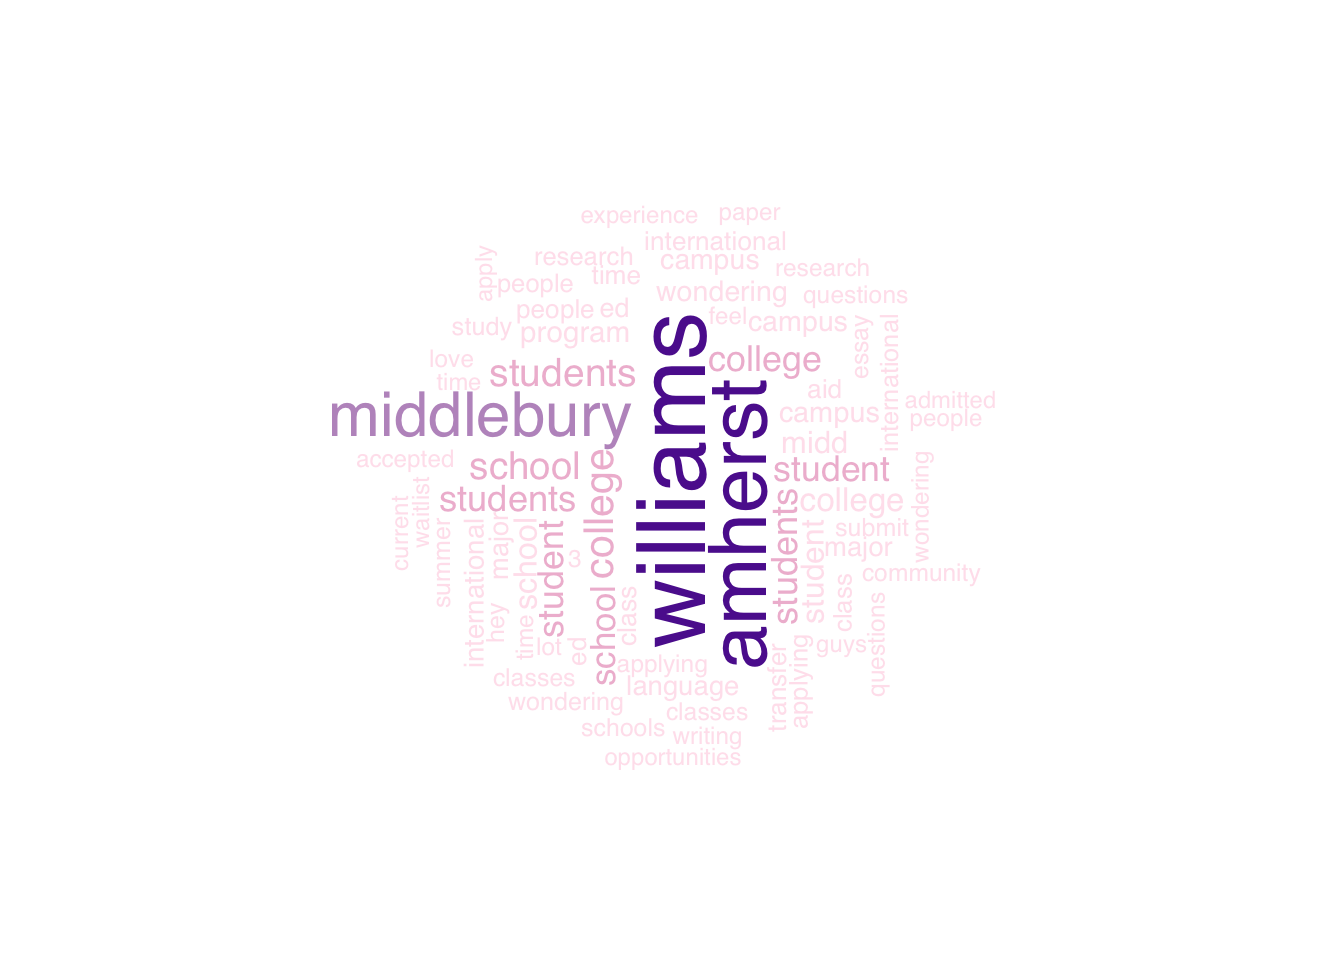 experience
paper
international
research
campus
apply
time
research
people
wondering
questions
people
ed
feel
study
program
campus
essay
international
love
students
college
time
aid
admitted
middlebury
williams
amherst
campus
people
midd
accepted
school
college
student
wondering
students
students
college
current
waitlist
summer
international
major
school
student
3
student
submit
major
community
hey
time
lot
ed
school
class
class
guys
questions
applying
classes
language
transfer
applying
wondering
classes
schools
writing
opportunities